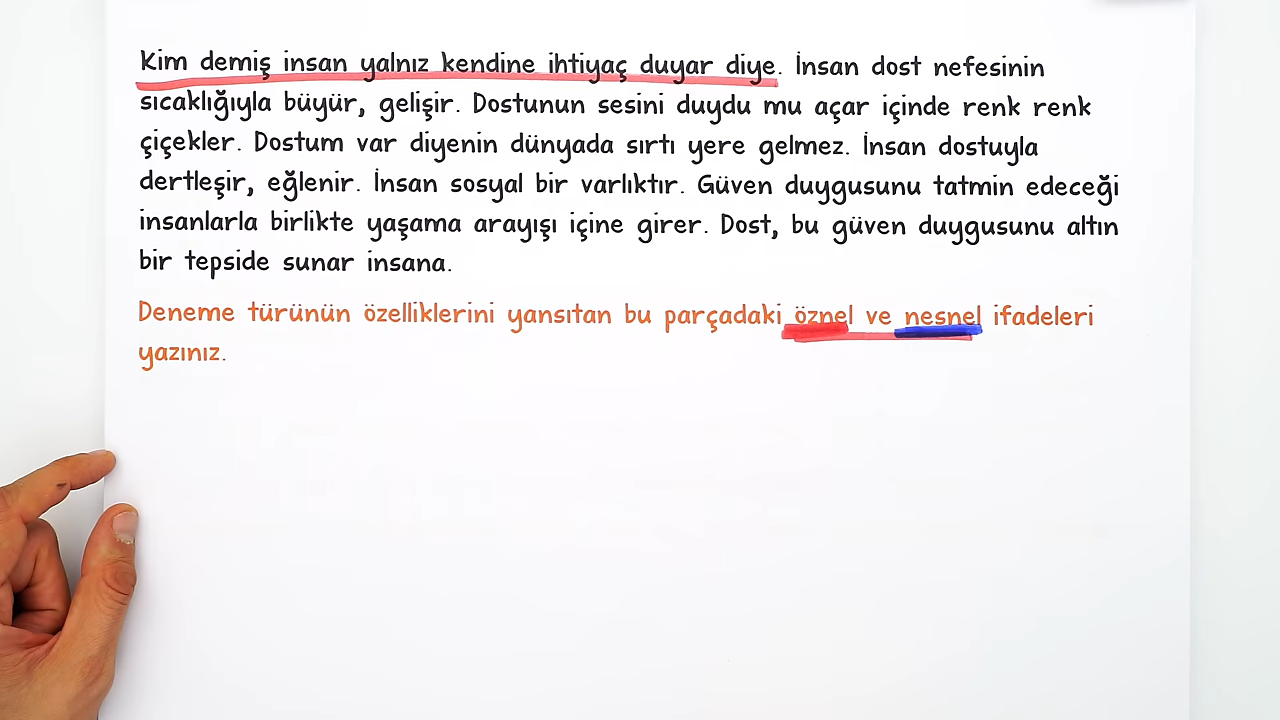 Kim demiş insan yalnız kendine ihtiyaç duyar diye. İnsan dost nefesinin
sıcaklığıyla büyür, gelişir. Dostunun sesini duydu mu açar içinde renk renk
çiçekler. Dostum var diyenin dünyada sırtı yere gelmez. İnsan dostuyla
dertleşir, eğlenir. İnsan sosyal bir varlıktır. Güven duygusunu tatmin edeceği
insanlarla birlikte yaşama arayışı içine girer. Dost, bu güven duygusunu altın
bir tepside sunar insana.
Deneme türünün özelliklerini yansıtan bu parçadaki öznel ve nesnel ifadeleri
yazınız.